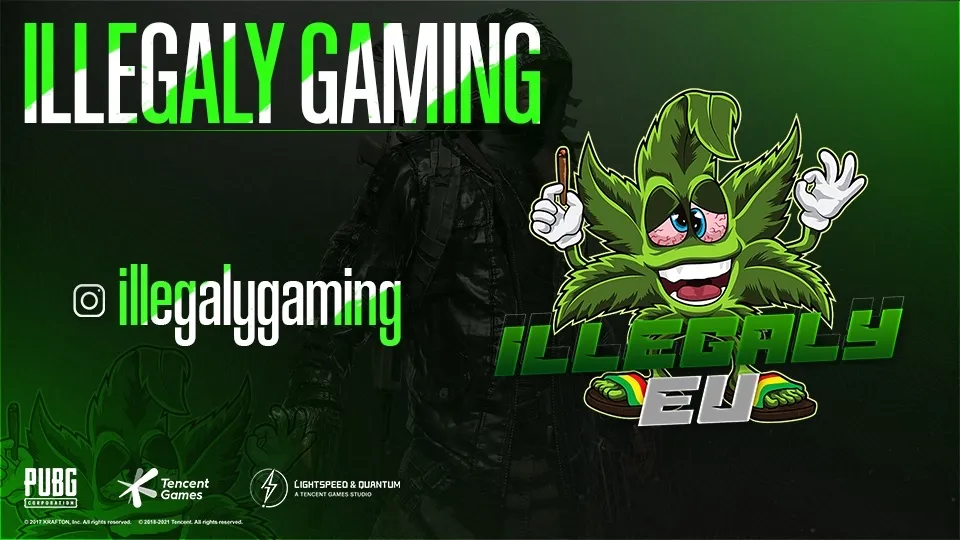 ILLEGALY GAMING
illegalygaming
ILLEGALY
EU
PUBG
CORPORATION
Tencent
Games
LIGHTSPEED & QUANTUM
A TENCENT GAMES STUDIO
© 2017 KRAFTON, Inc. All rights reserved. © 2018-2021 Tencent. All rights reserved.